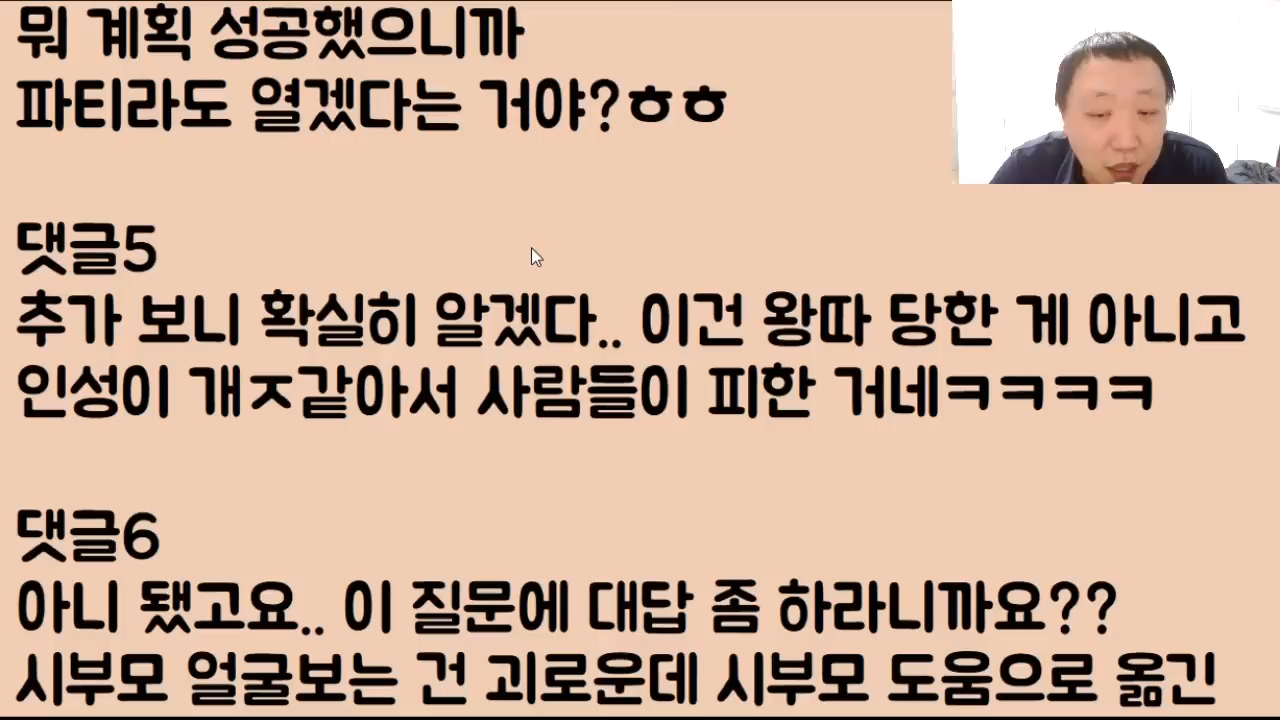 뭐 계획 성공했으니까
파티라도 열겠다는 거야?ㅎㅎ
댓글5
추가 보니 확실히 알겠다.. 이건 왕따 당한 게 아니고
인성이 개ㅈ같아서 사람들이 피한 거네ㅋㅋㅋㅋ
댓글6
아니 됐고요.. 이 질문에 대답 좀 하라니까요??
시부모 얼굴보는 건 괴로운데 시부모 도움으로 옮긴